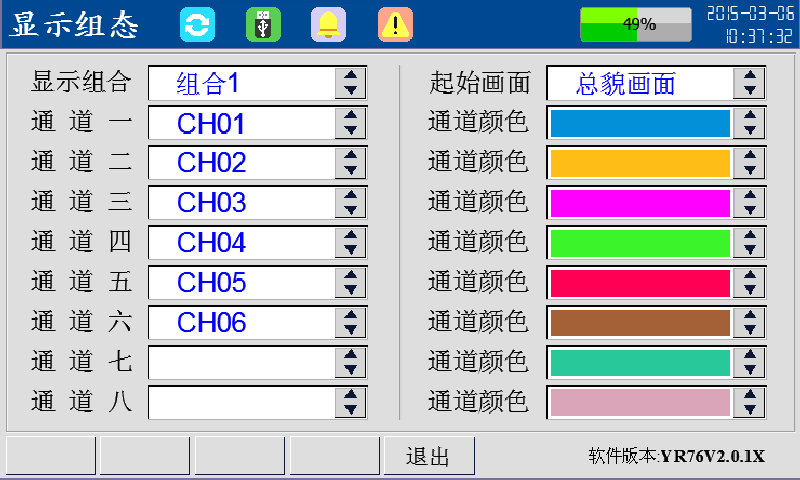 显示组态 49% 2015-03-06
10:37:32
显示组合 组合1 起始画面 总貌画面
通道一 CH01 通道颜色
通道二 CH02 通道颜色
通道三 CH03 通道颜色
通道四 CH04 通道颜色
通道五 CH05 通道颜色
通道六 CH06 通道颜色
通道七 通道颜色
通道八 通道颜色
退出 软件版本:VR76V2.0.1X